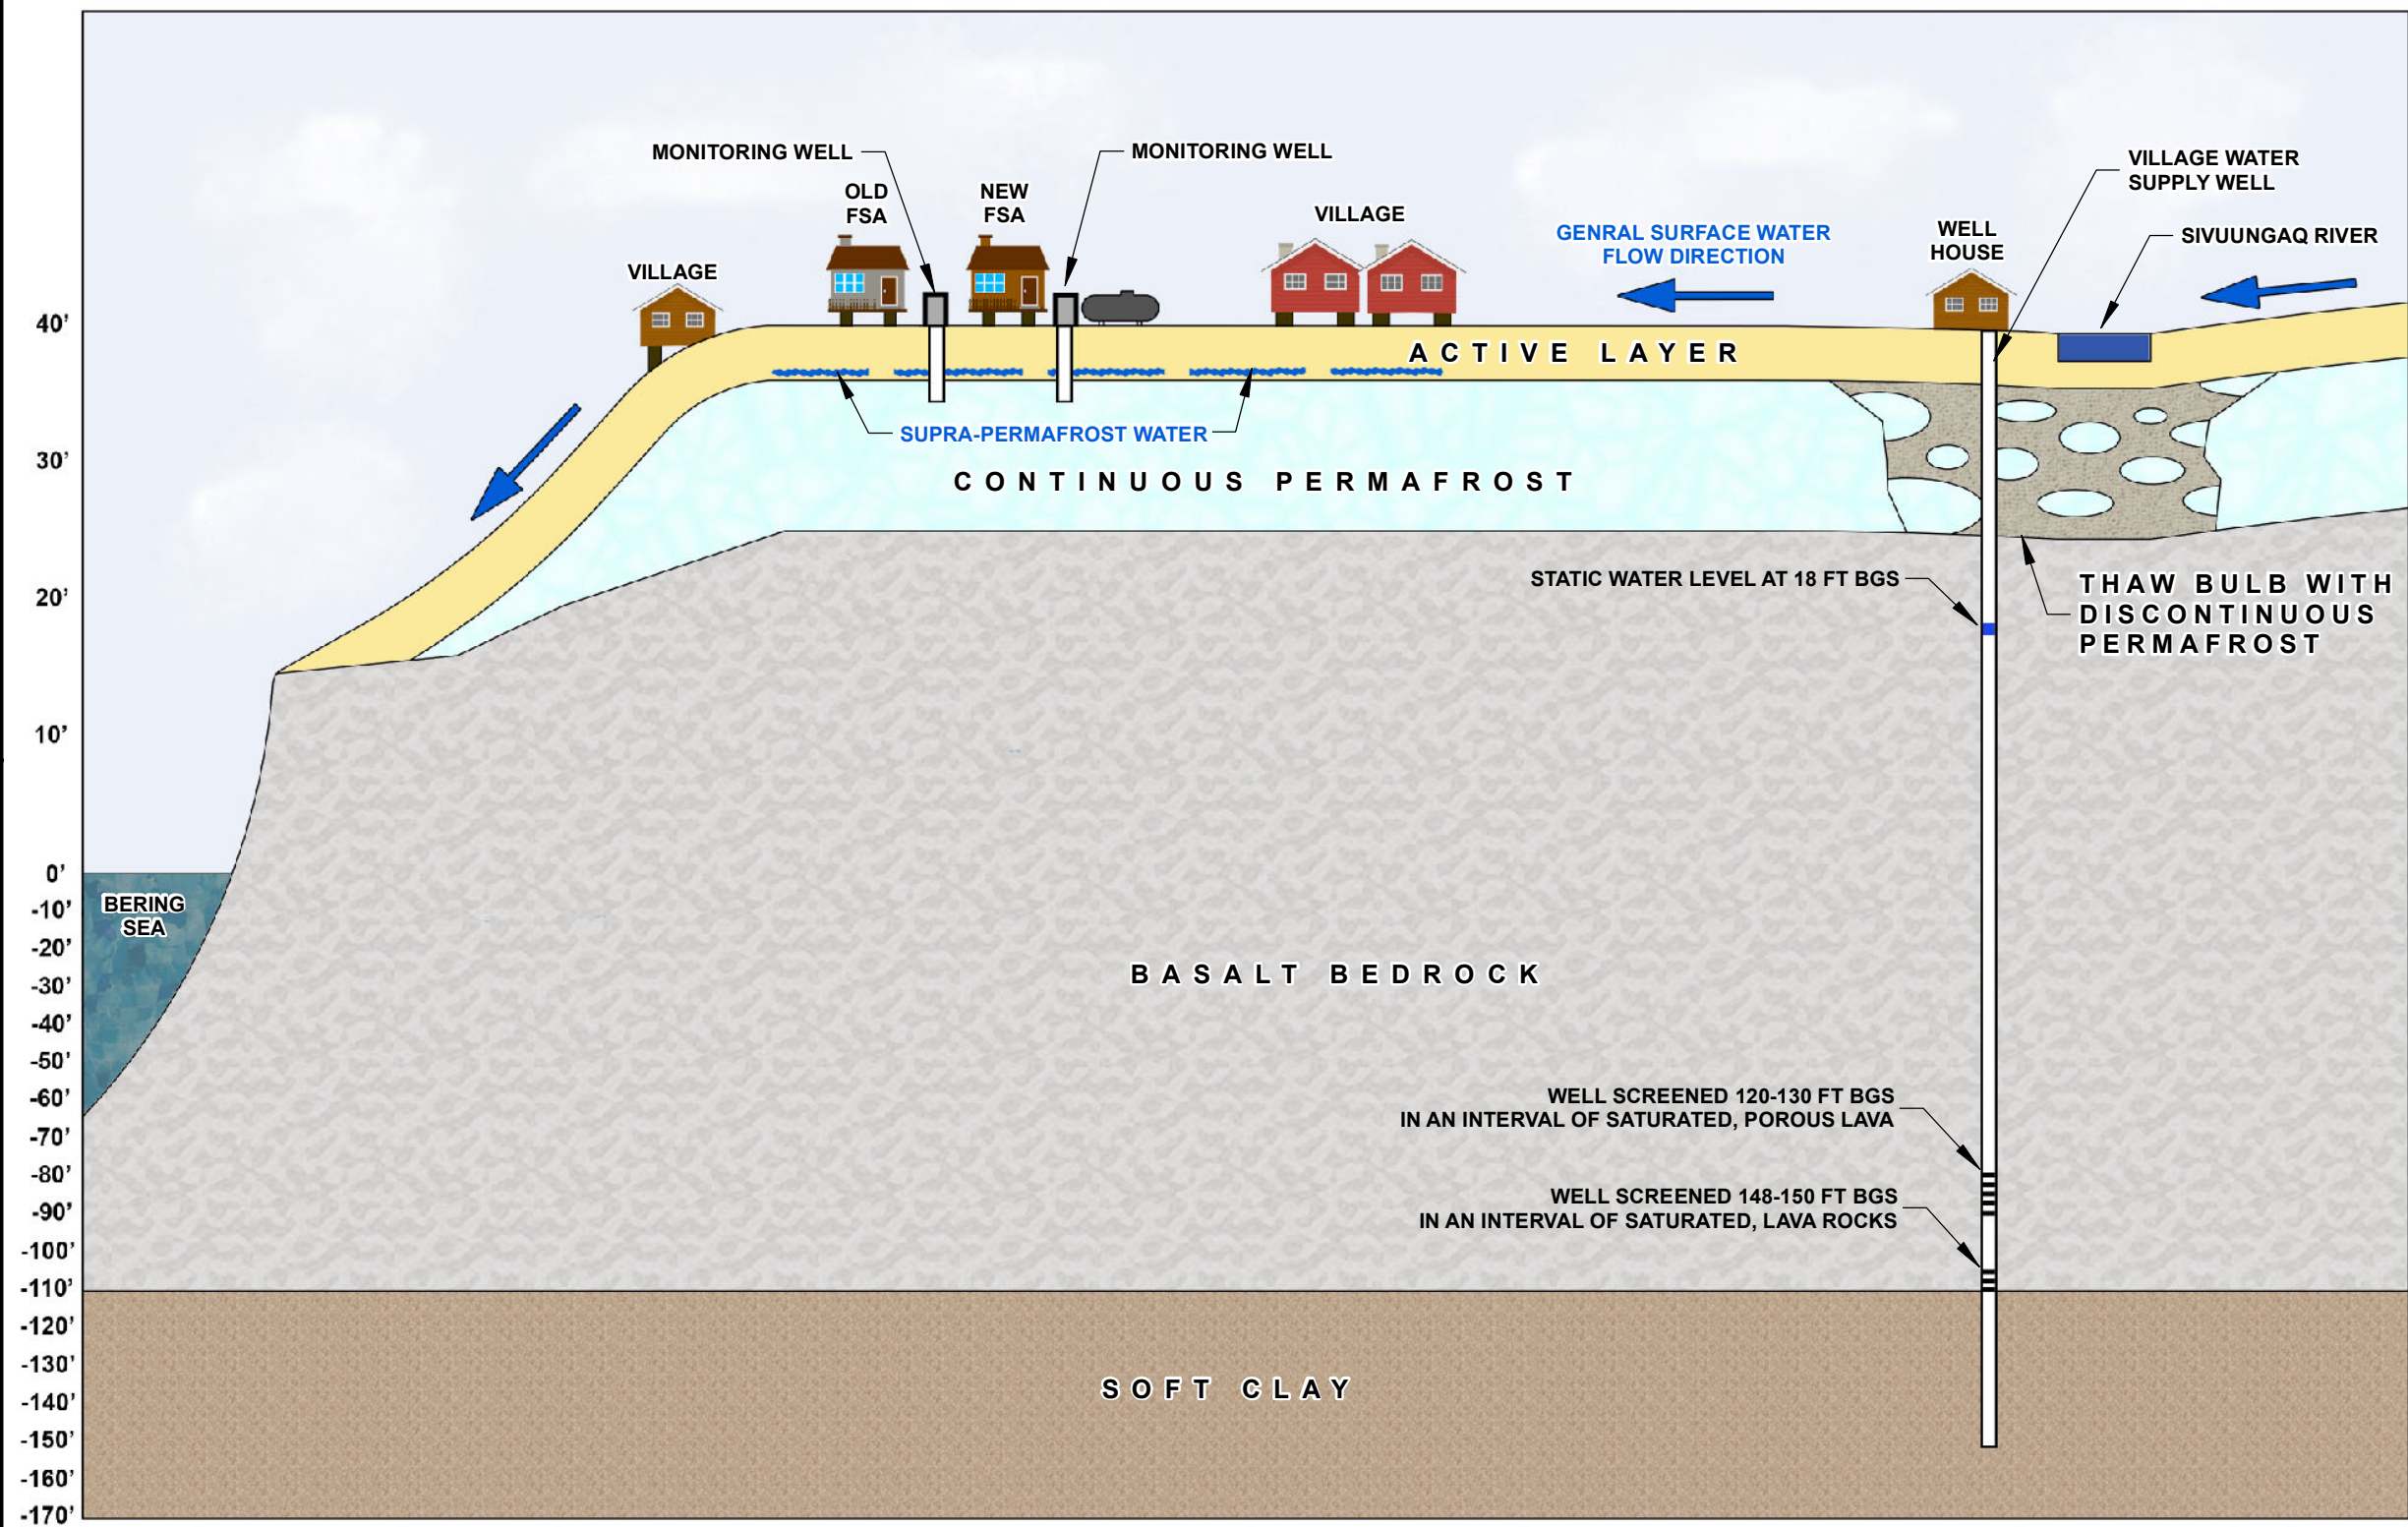 MONITORING WELL
MONITORING WELL
VILLAGE WATER
SUPPLY WELL
OLD
FSA
NEW
FSA
VILLAGE
GENRAL SURFACE WATER
FLOW DIRECTION
WELL
HOUSE
SIVUUNGAQ RIVER
VILLAGE
40'
ACTIVE LAYER
SUPRA-PERMAFROST WATER
30'
CONTINUOUS PERMAFROST
STATIC WATER LEVEL AT 18 FT BGS
20'
THAW BULB WITH
DISCONTINUOUS
PERMAFROST
10'
0'
BERING
SEA
-10'
-20'
BASALT BEDROCK
-30'
-40'
-50'
-60'
WELL SCREENED 120-130 FT BGS
IN AN INTERVAL OF SATURATED, POROUS LAVA
-70'
-80'
WELL SCREENED 148-150 FT BGS
IN AN INTERVAL OF SATURATED, LAVA ROCKS
-90'
-100'
-110'
-120'
-130'
SOFT CLAY
-140'
-150'
-160'
-170'